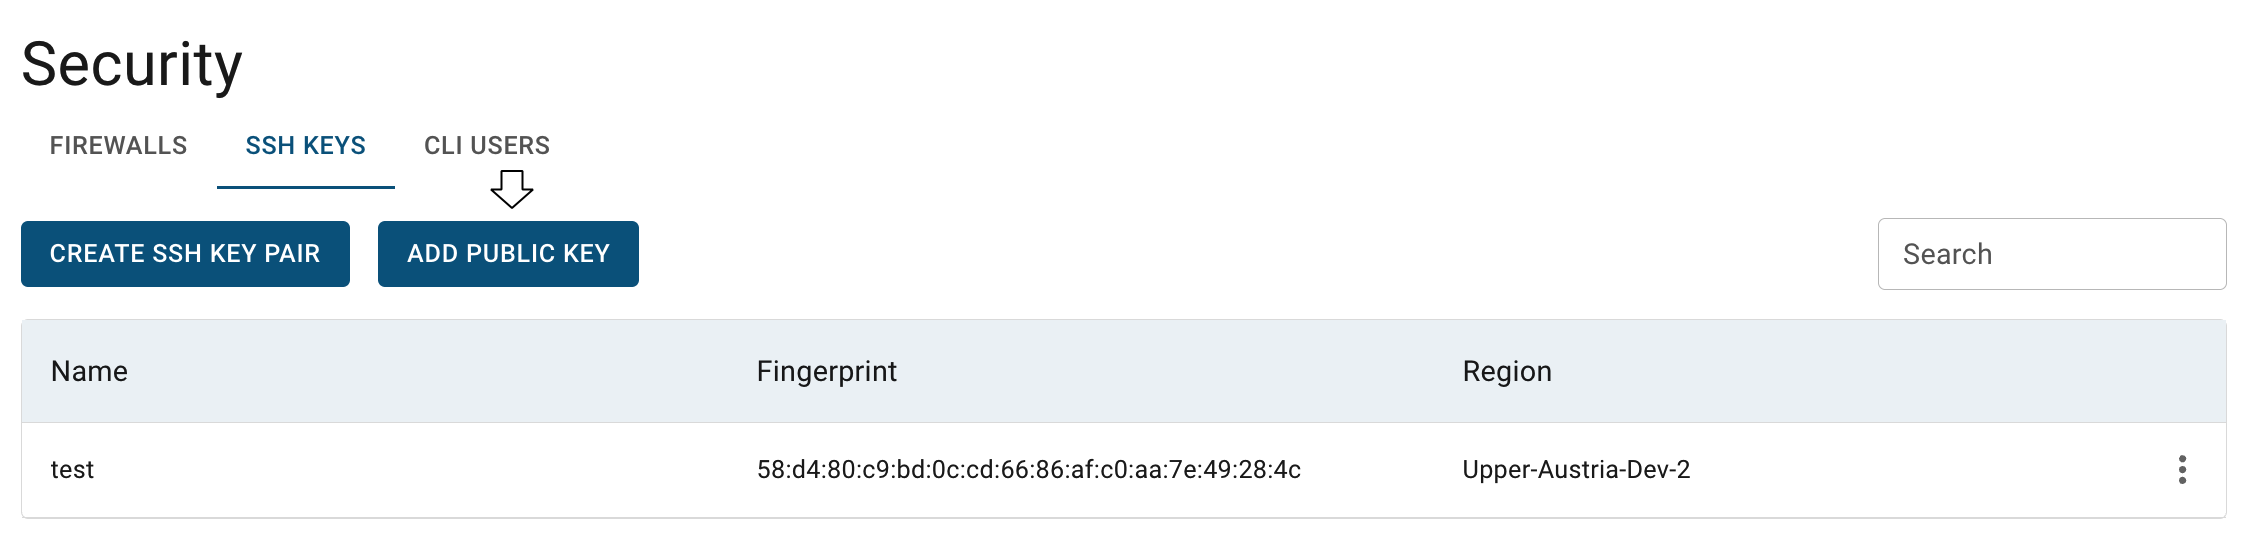 Security
FIREWALLS SSH KEYS CLI USERS
CREATE SSH KEY PAIR ADD PUBLIC KEY Search
Name Fingerprint Region
test 58:d4:80:c9:bd:0c:cd:66:86:af:c0:aa:7e:49:28:4c Upper-Austria-Dev-2